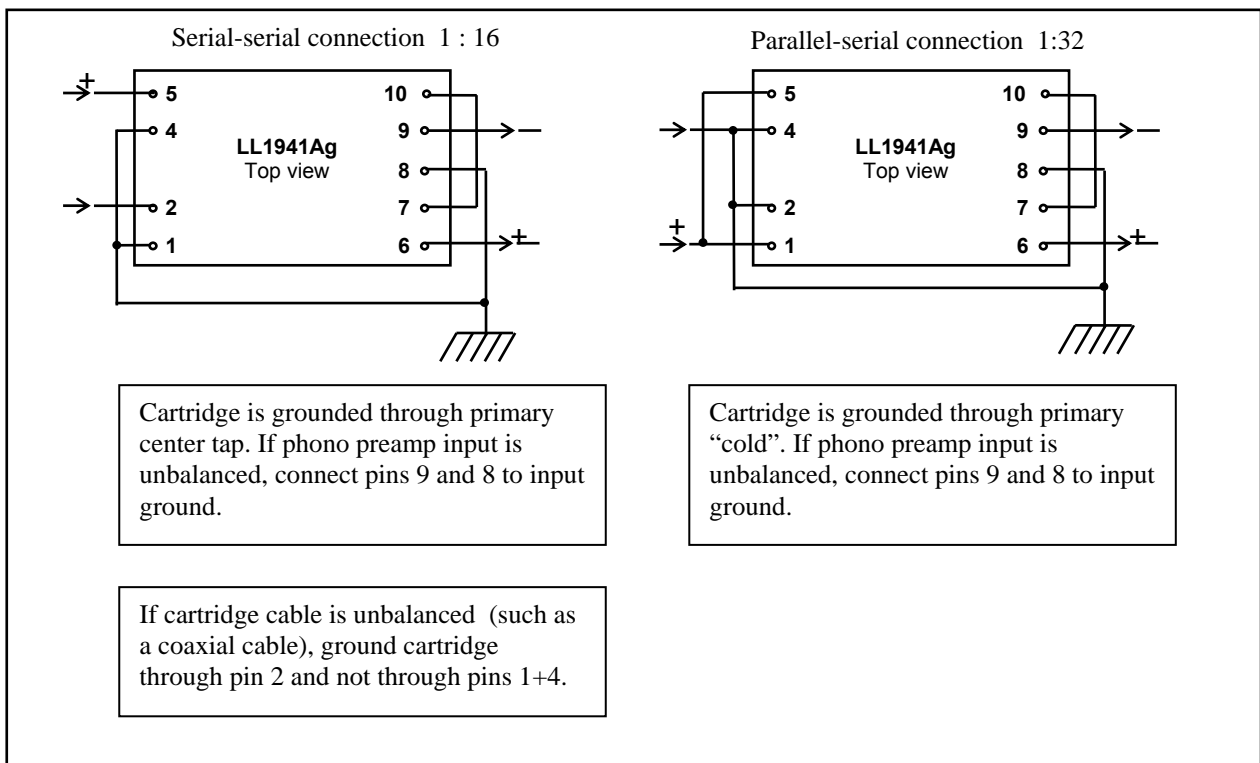 Serial-serial connection 1 : 16
+
5
4
2
1
LL1941Ag
Top view
10
9
8
7
6
+
Cartridge is grounded through primary
center tap. If phono preamp input is
unbalanced, connect pins 9 and 8 to input
ground.
If cartridge cable is unbalanced (such as
a coaxial cable), ground cartridge
through pin 2 and not through pins 1+4.
Parallel-serial connection 1:32
5
4
2
+
1
LL1941Ag
Top view
10
9
8
7
6
+
Cartridge is grounded through primary
“cold”. If phono preamp input is
unbalanced, connect pins 9 and 8 to input
ground.